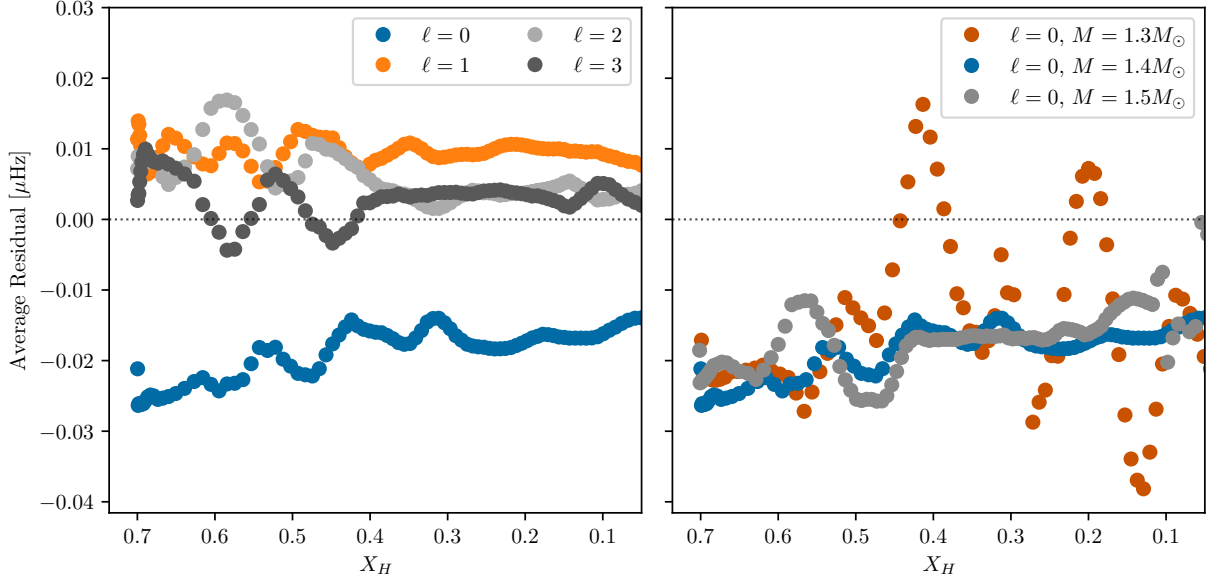 Average Residual [μHz]
0.03
0.02
0.01
0.00
−0.01
−0.02
−0.03
−0.04
ℓ = 0
ℓ = 1
ℓ = 2
ℓ = 3
0.7 0.6 0.5 0.4 0.3 0.2 0.1
X_H
ℓ = 0, M = 1.3M⊙
ℓ = 0, M = 1.4M⊙
ℓ = 0, M = 1.5M⊙
0.7 0.6 0.5 0.4 0.3 0.2 0.1
X_H